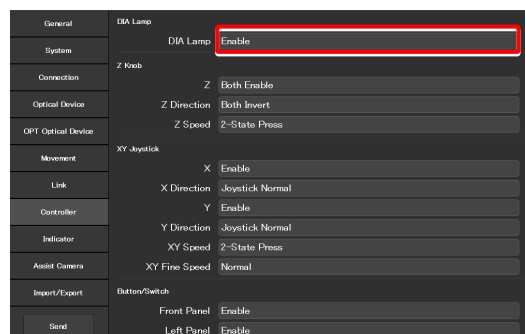 General
System
Connection
Optical Device
OPT Optical Device
Movement
Link
Controller
Indicator
Assist Camera
Import/Export
Send
DIA Lamp
DIA Lamp Enable
Z Knob
Z Both Enable
Z Direction Both Invert
Z Speed 2-State Press
XY Joystick
X Enable
X Direction Joystick Normal
Y Enable
Y Direction Joystick Normal
XY Speed 2-State Press
XY Fine Speed Normal
Button/Switch
Front Panel Enable
Left Panel Enable